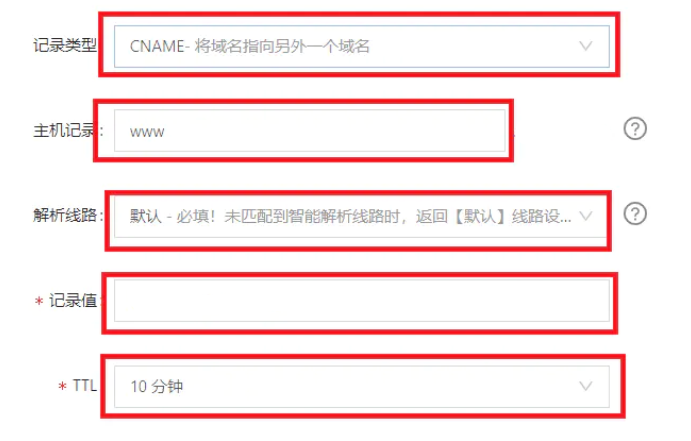 记录类型: CNAME- 将域名指向另外一个域名
主机记录: www
解析线路: 默认 - 必填！未匹配到智能解析线路时，返回【默认】线路设...
* 记录值:
* TTL 10 分钟